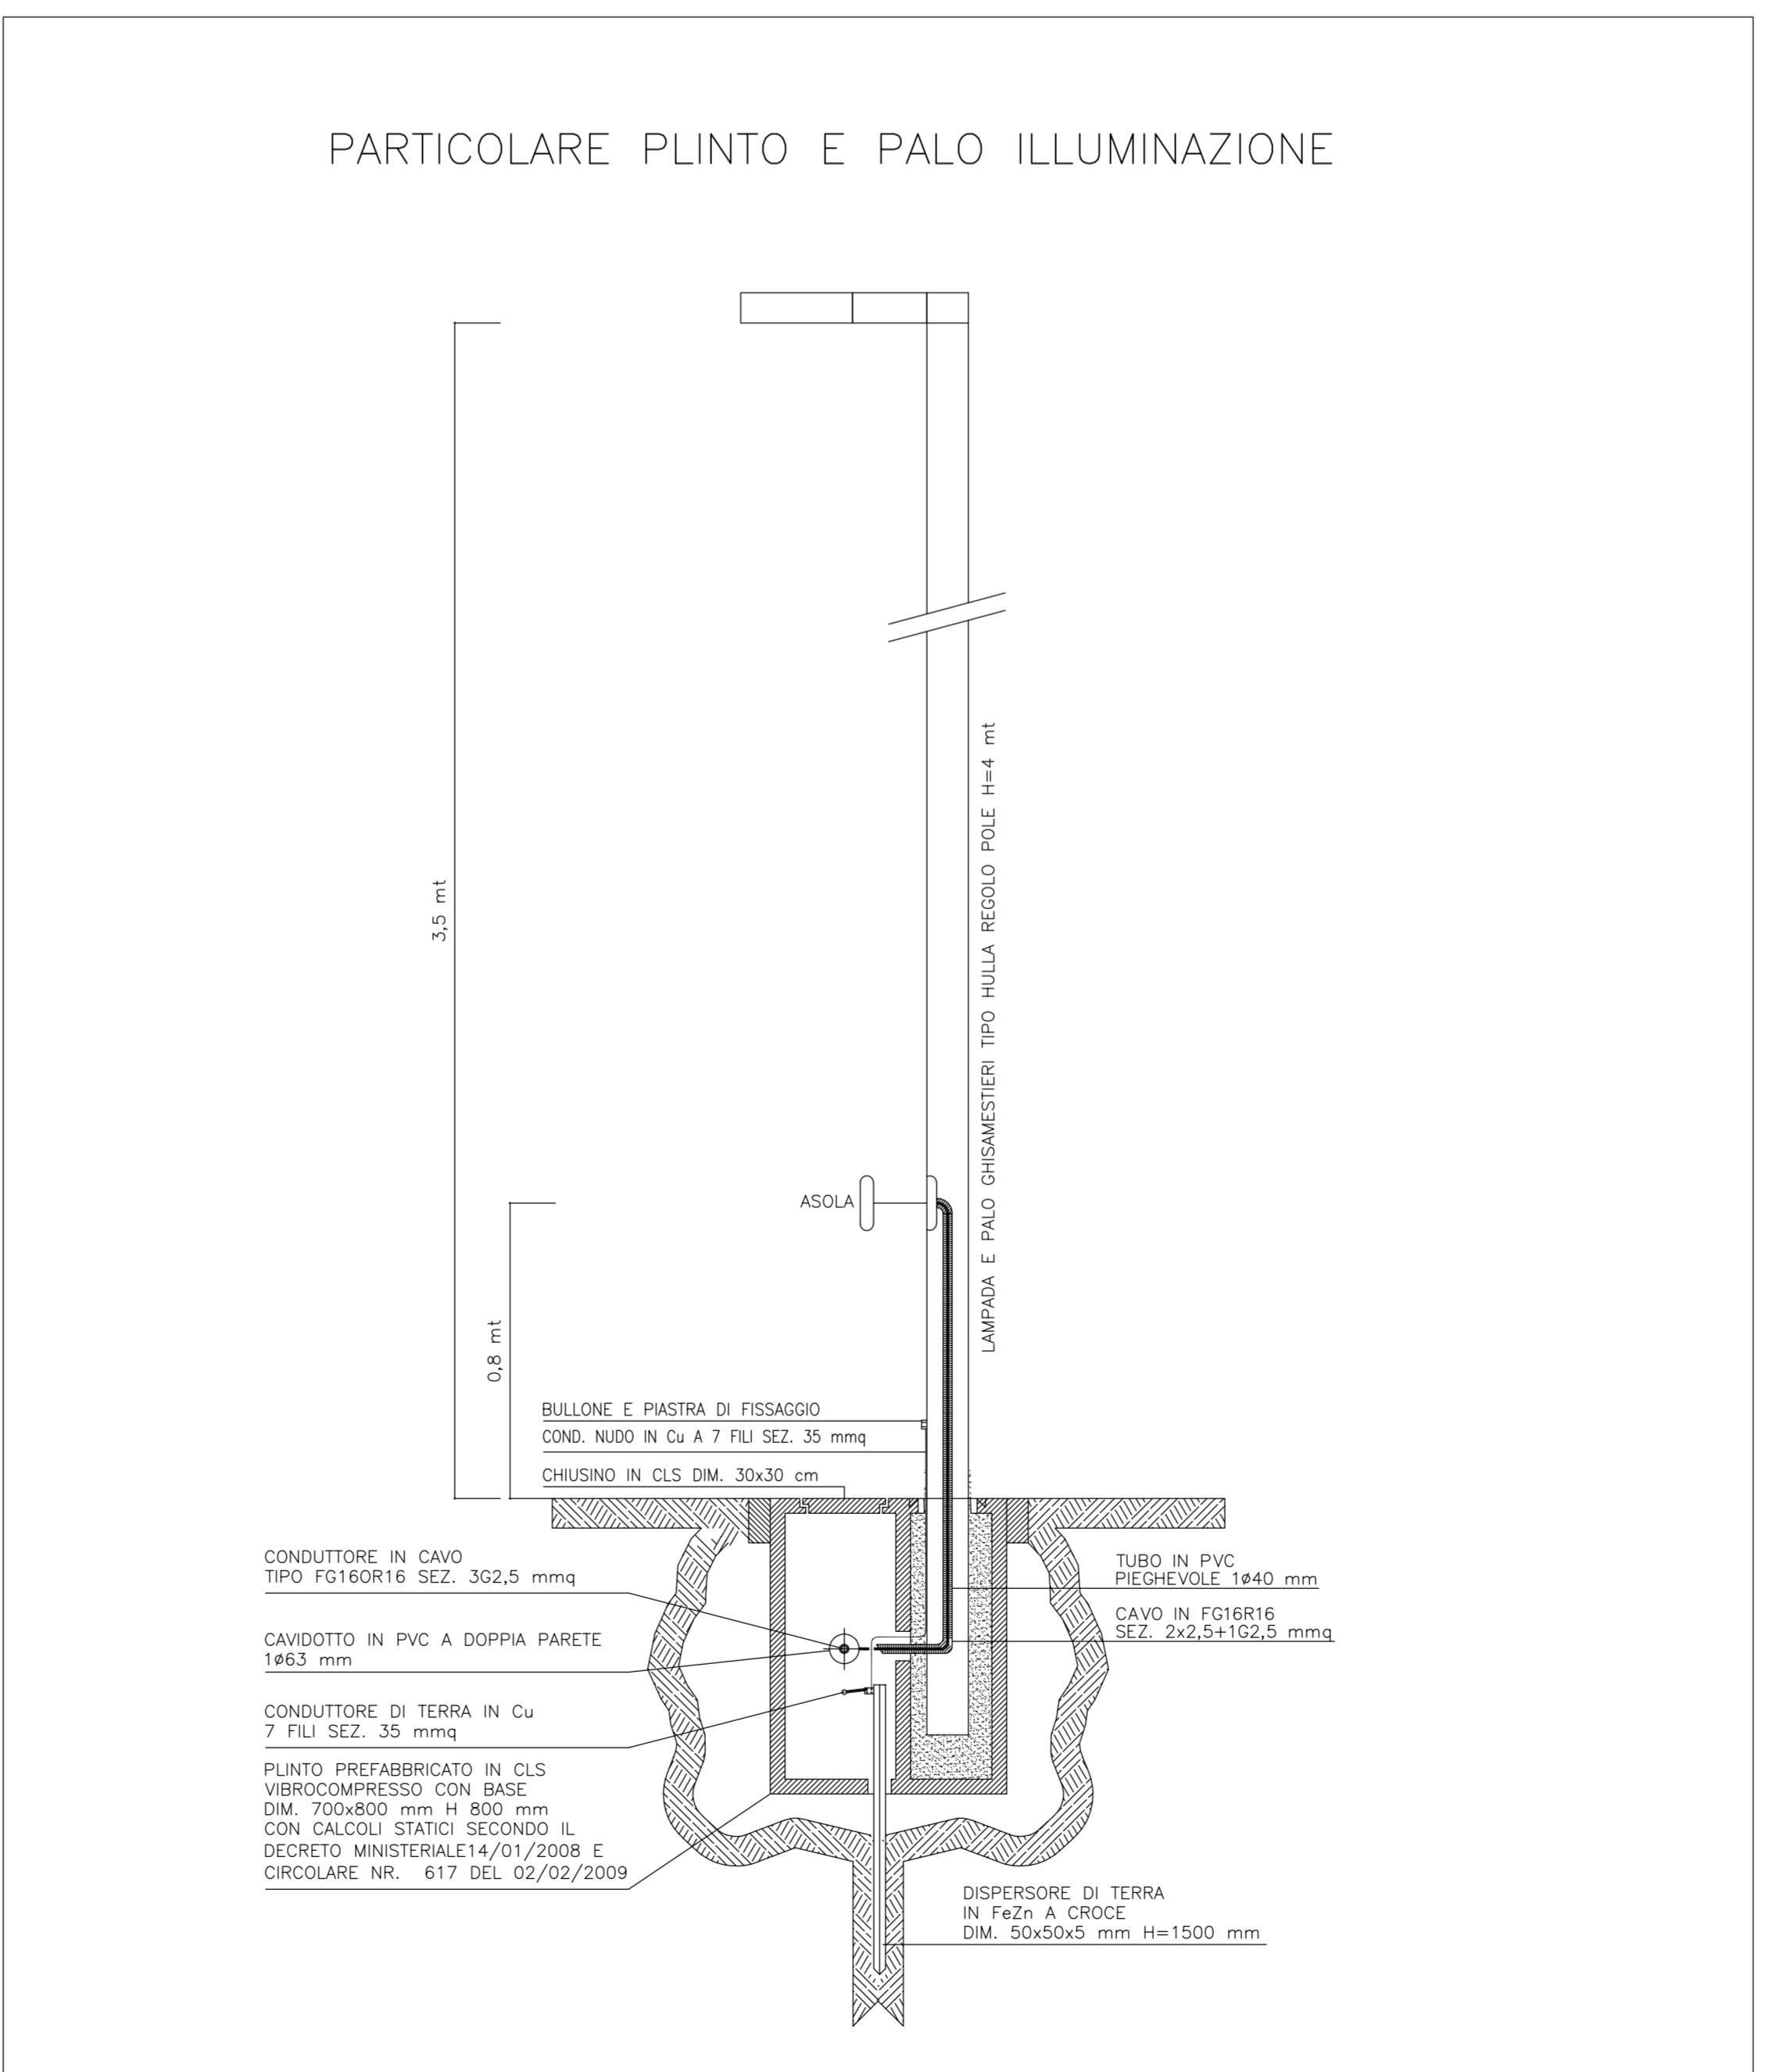 PARTICOLARE PLINTO E PALO ILLUMINAZIONE
3,5 mt
LAMPADA E PALO GHISAMESTIERI TIPO HULLA REGOLO POLE H=4 mt
ASOLA
0,8 mt
BULLONE E PIASTRA DI FISSAGGIO
COND. NUDO IN Cu A 7 FILI SEZ. 35 mmq
CHIUSINO IN CLS DIM. 30x30 cm
CONDUTTORE IN CAVO
TIPO FG16OR16 SEZ. 3G2,5 mmq
CAVIDOTTO IN PVC A DOPPIA PARETE
1ø63 mm
CONDUTTORE DI TERRA IN Cu
7 FILI SEZ. 35 mmq
PLINTO PREFABBRICATO IN CLS
VIBROCOMPRESSO CON BASE
DIM. 700x800 mm H 800 mm
CON CALCOLI STATICI SECONDO IL
DECRETO MINISTERIALE14/01/2008 E
CIRCOLARE NR. 617 DEL 02/02/2009
TUBO IN PVC
PIEGHEVOLE 1ø40 mm
CAVO IN FG16R16
SEZ. 2x2,5+1G2,5 mmq
DISPERSORE DI TERRA
IN FeZn A CROCE
DIM. 50x50x5 mm H=1500 mm